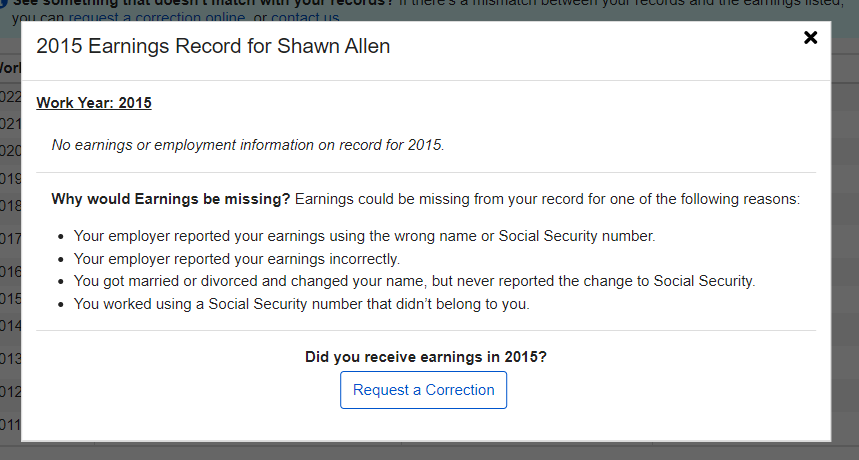 See something that doesn't match with your records? If there's a mismatch between your records and the earnings listed,
you can request a correction online, or contact us.
2015 Earnings Record for Shawn Allen
Work Year: 2015
No earnings or employment information on record for 2015.
Why would Earnings be missing? Earnings could be missing from your record for one of the following reasons:
• Your employer reported your earnings using the wrong name or Social Security number.
• Your employer reported your earnings incorrectly.
• You got married or divorced and changed your name, but never reported the change to Social Security.
• You worked using a Social Security number that didn't belong to you.
Did you receive earnings in 2015?
Request a Correction
022
021
020
019
018
017
016
015
014
013
012
011